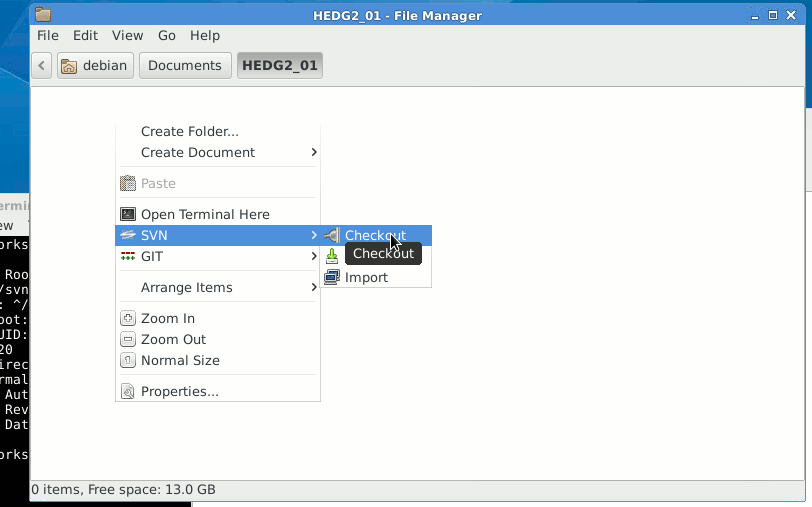 HEDG2_01 - File Manager
File Edit View Go Help
debian Documents HEDG2_01
Create Folder...
Create Document
Paste
Open Terminal Here
SVN
Checkout
GIT
Checkout
Import
Arrange Items
Zoom In
Zoom Out
Normal Size
Properties...
0 items, Free space: 13.0 GB
ermi
ew
orks
Roo
/svn
: ^/
oot:
UID:
20
irec
rmal
Aut
Rev
Dat
orks